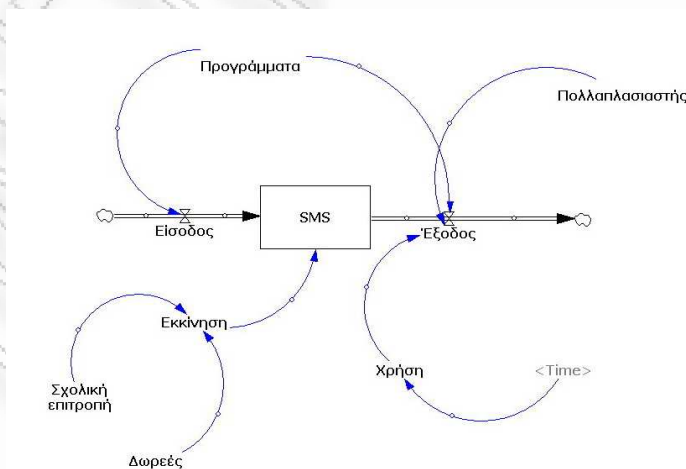 Προγράμματα
Πολλαπλασιαστής
SMS
Είσοδος
Έξοδος
Εκκίνηση
Χρήση
<Time>
Σχολική
επιτροπή
Δωρεές